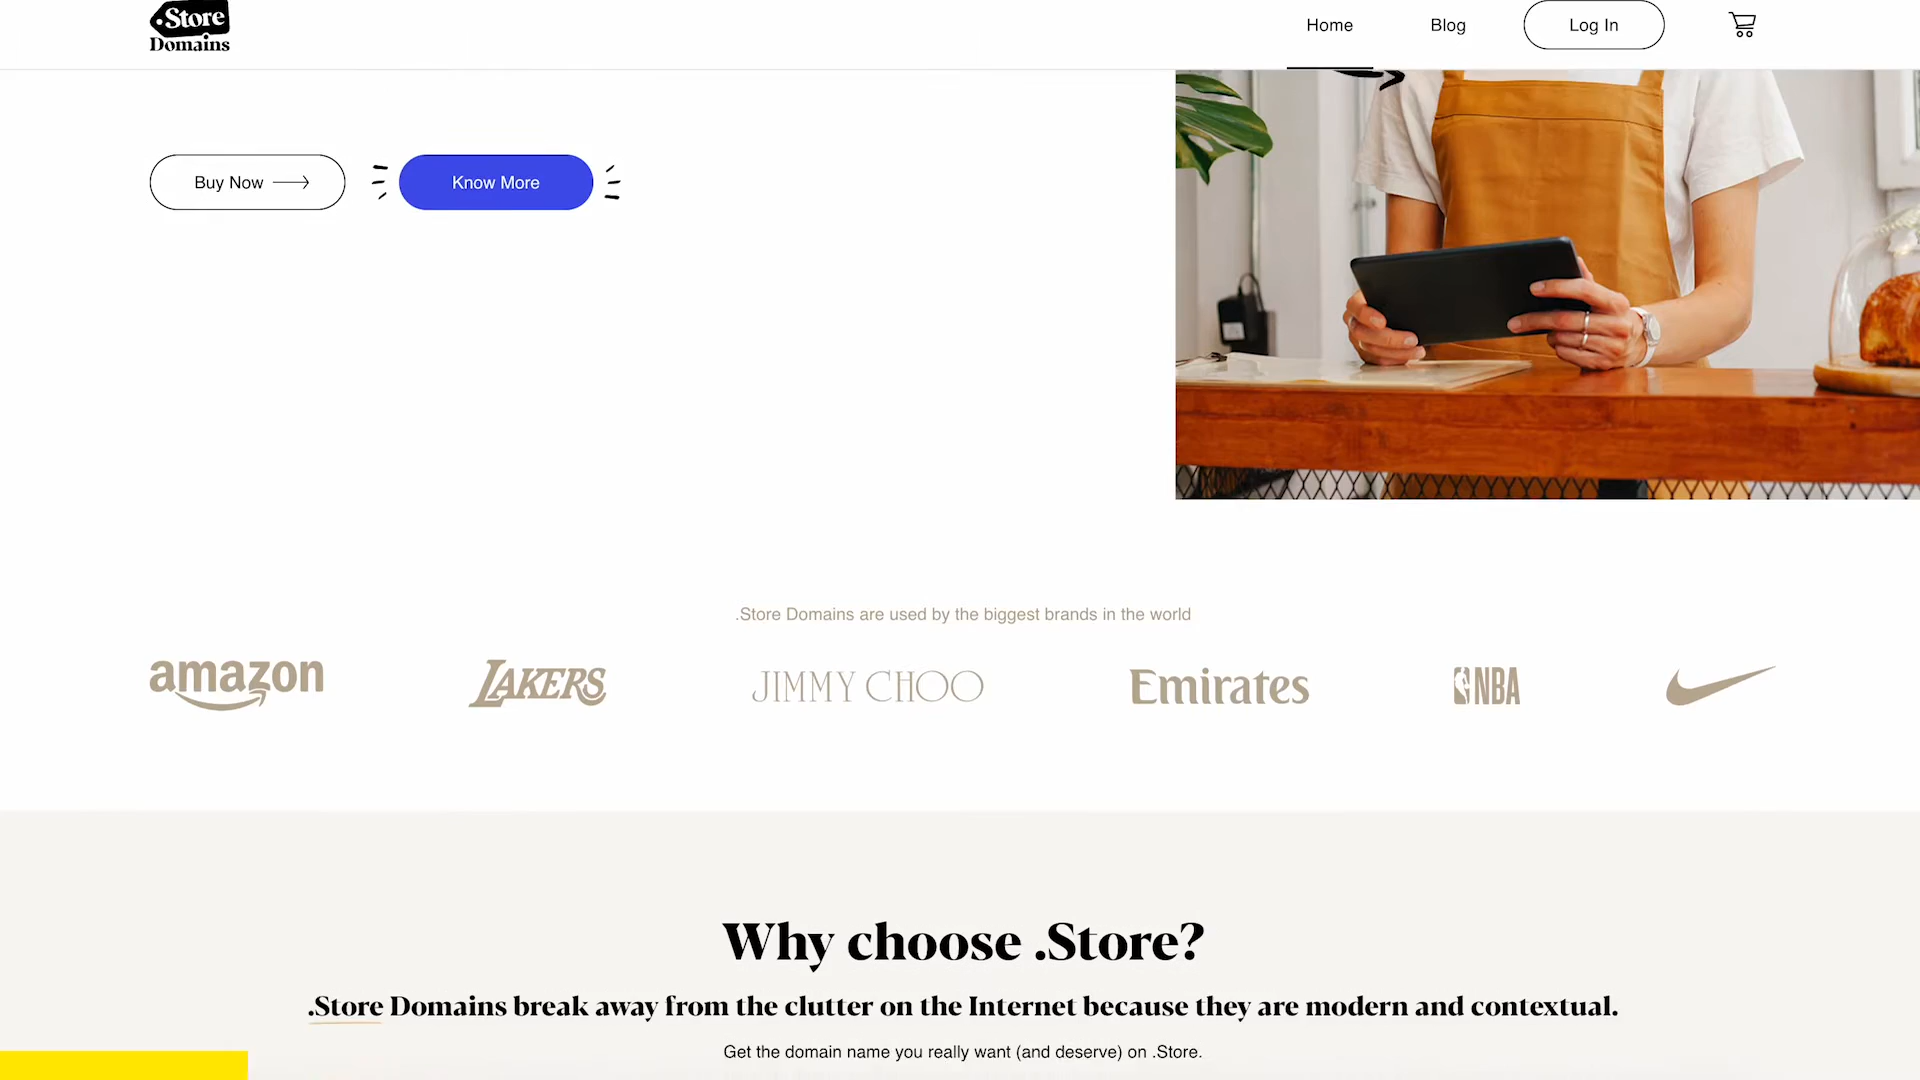 .Store
Domains
Home
Blog
Log In
Buy Now
Know More
.Store Domains are used by the biggest brands in the world
amazon
LAKERS
JIMMY CHOO
Emirates
NBA
Why choose .Store?
.Store Domains break away from the clutter on the Internet because they are modern and contextual.
Get the domain name you really want (and deserve) on .Store.